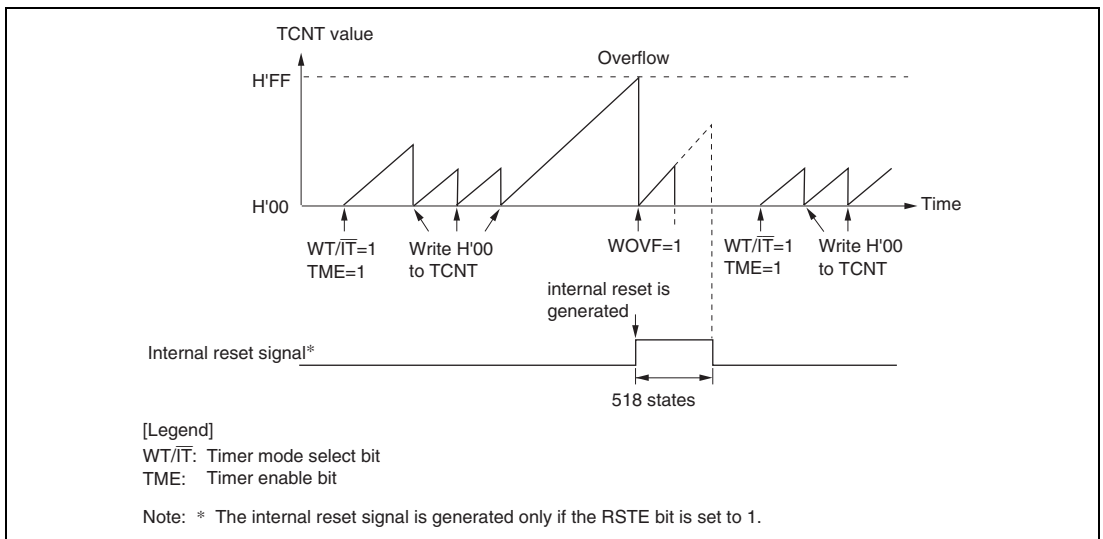 TCNT value
Overflow
H'FF
H'00
Time
WT/IT=1
TME=1
Write H'00
to TCNT
WOVF=1
WT/IT=1
TME=1
Write H'00
to TCNT
internal reset is
generated
Internal reset signal*
518 states
[Legend]
WT/IT: Timer mode select bit
TME: Timer enable bit
Note: * The internal reset signal is generated only if the RSTE bit is set to 1.